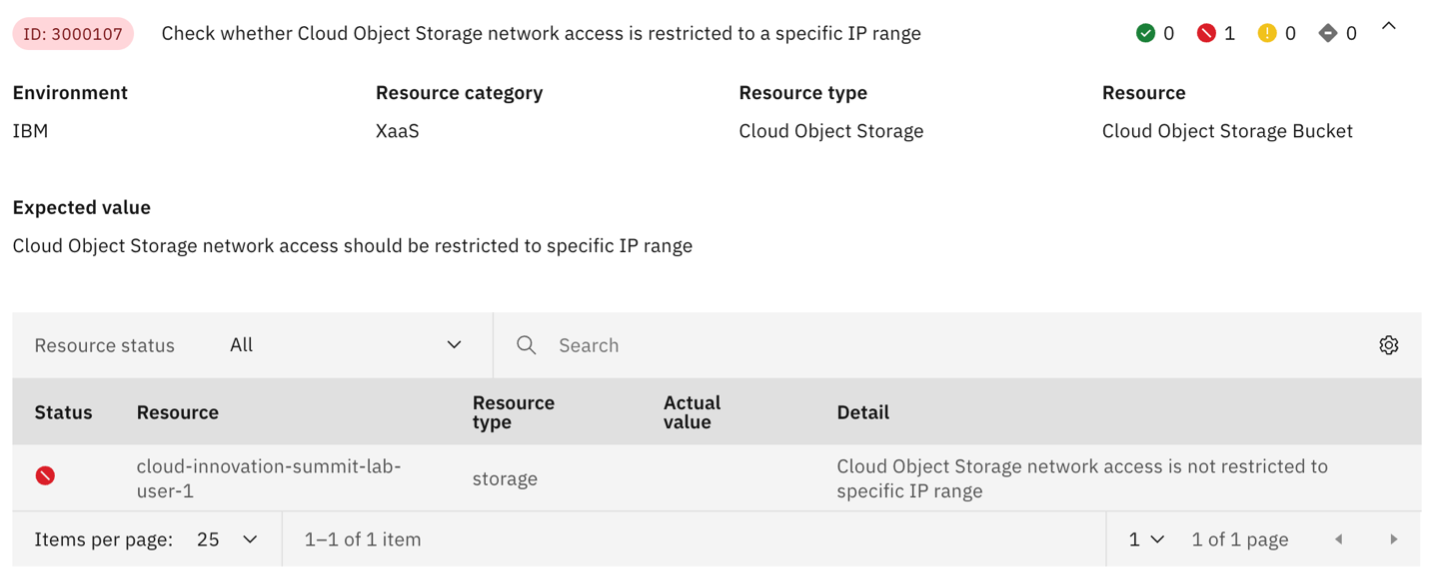 ID: 3000107 Check whether Cloud Object Storage network access is restricted to a specific IP range 0 1 0 0
Environment Resource category Resource type Resource
IBM XaaS Cloud Object Storage Cloud Object Storage Bucket
Expected value
Cloud Object Storage network access should be restricted to specific IP range
Resource status All Search
Status Resource Resource type Actual value Detail
cloud-innovation-summit-lab-
user-1
storage
Cloud Object Storage network access is not restricted to
specific IP range
Items per page: 25 1–1 of 1 item 1 1 of 1 page